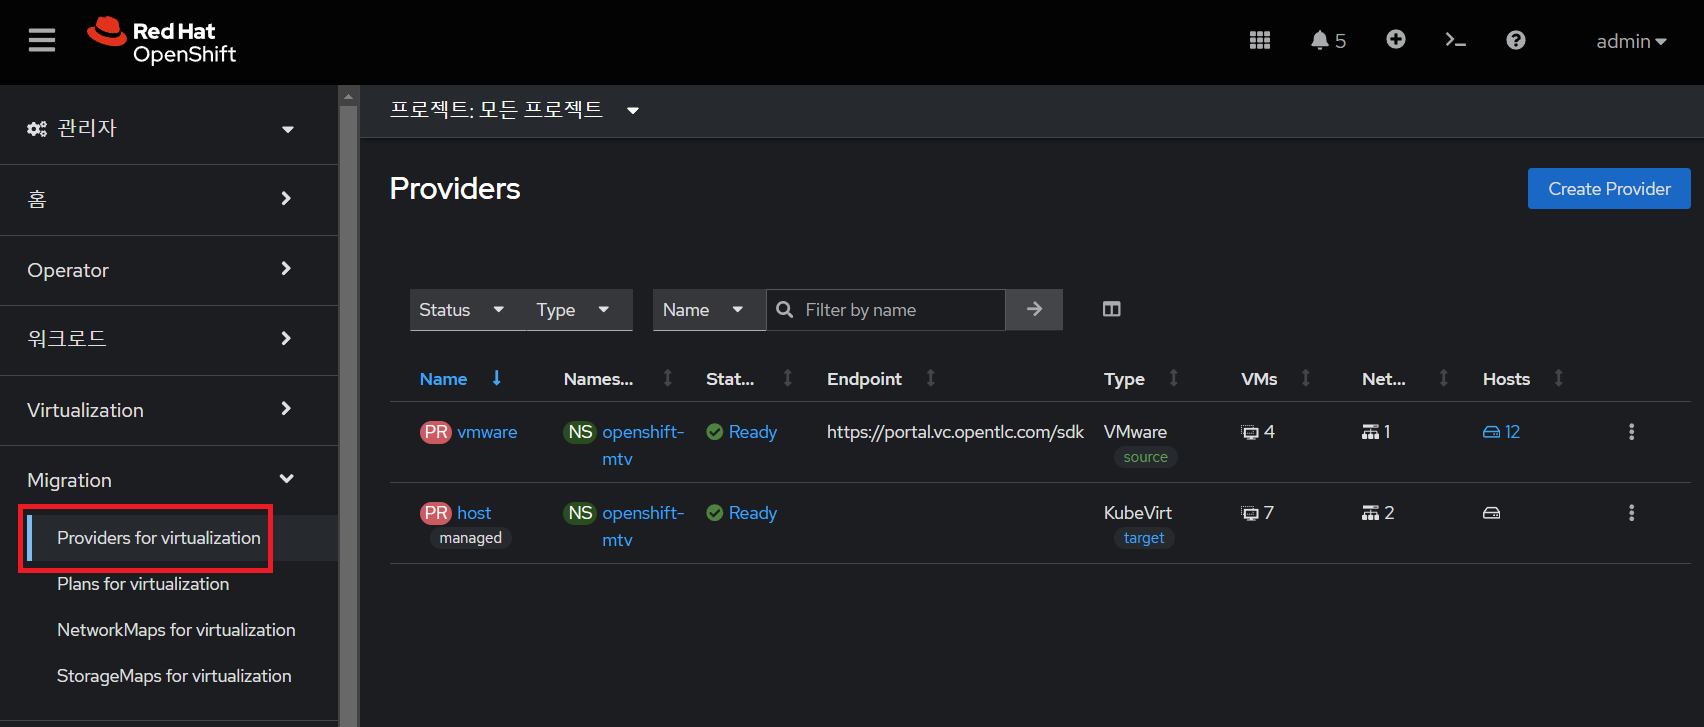 Red Hat
OpenShift
5
admin
관리자
홈
Operator
워크로드
Virtualization
Migration
Providers for virtualization
Plans for virtualization
NetworkMaps for virtualization
StorageMaps for virtualization
프로젝트: 모든 프로젝트
Providers
Create Provider
Status Type Name Filter by name
Name Names... Stat... Endpoint Type VMs Net... Hosts
PR vmware NS openshift- Ready https://portal.vc.opentlc.com/sdk VMware 4 1 12
mtv source
PR host NS openshift- Ready KubeVirt 7 2
managed mtv target